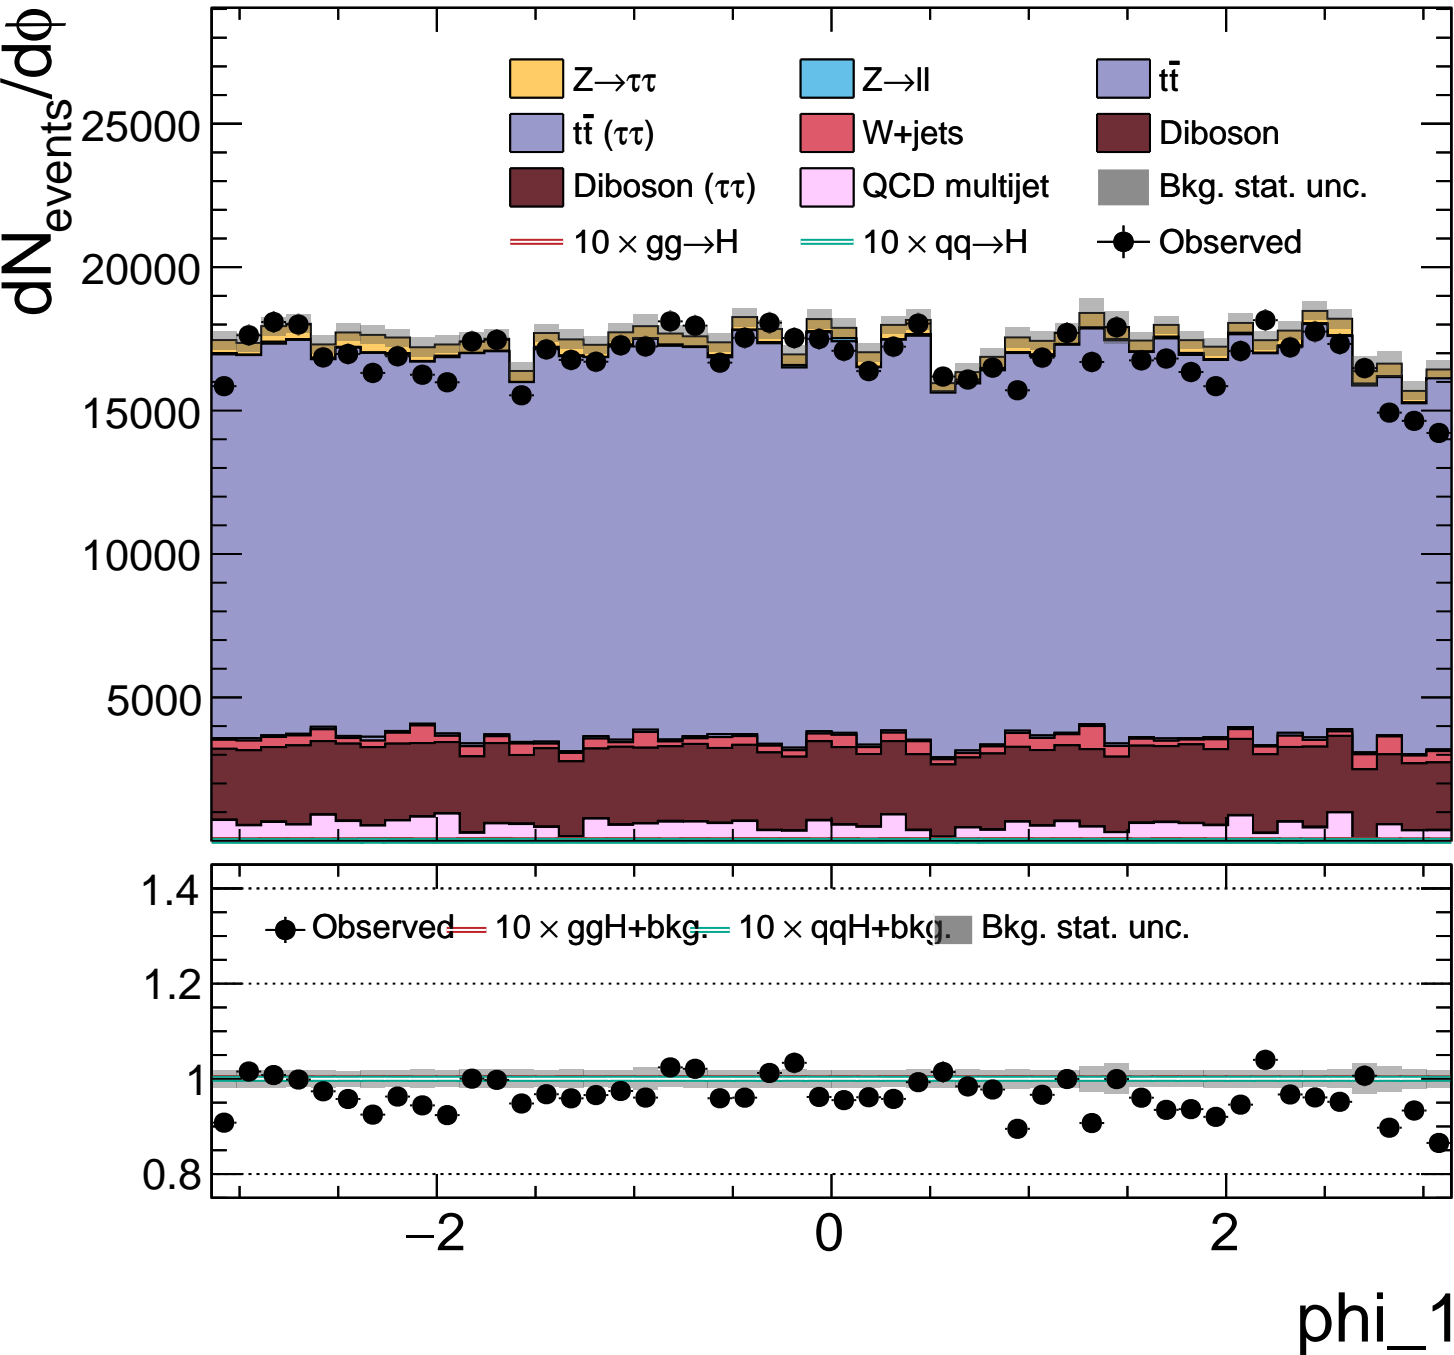 dN_events/dϕ
Z→ττ Z→ll tt̄
tt̄ (ττ) W+jets Diboson
Diboson (ττ) QCD multijet Bkg. stat. unc.
10 × gg→H 10 × qq→H Observed
25000
20000
15000
10000
5000
1.4
Observed 10 × ggH+bkg. 10 × qqH+bkg. Bkg. stat. unc.
1.2
1
0.8
−2 0 2
phi_1